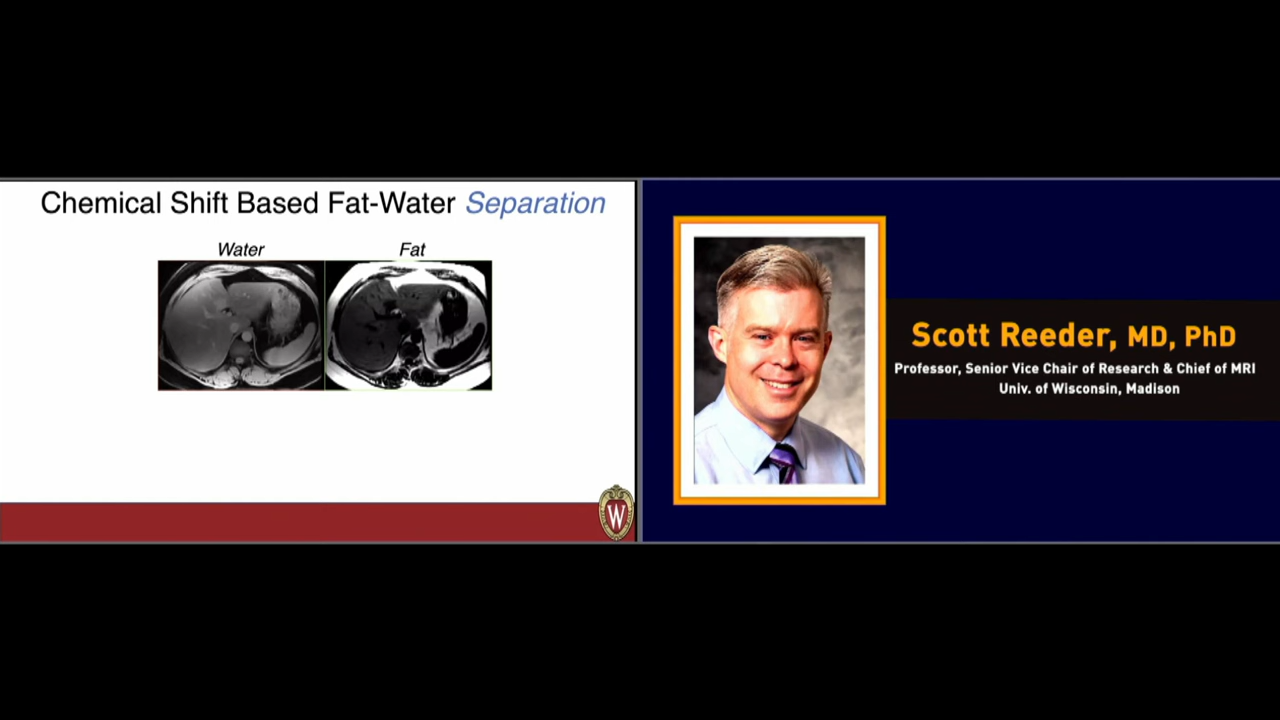 Chemical Shift Based Fat-Water Separation
Water Fat
W
Scott Reeder, MD, PhD
Professor, Senior Vice Chair of Research & Chief of MRI
Univ. of Wisconsin, Madison